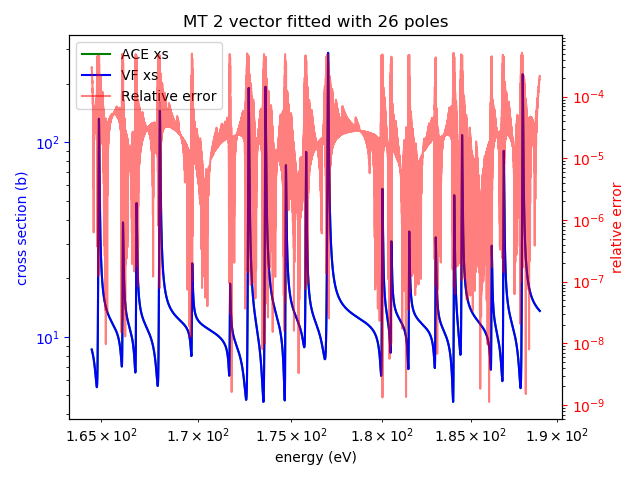 MT 2 vector fitted with 26 poles
ACE xs
VF xs
Relative error
cross section (b)
10²
10¹
relative error
10⁻⁴
10⁻⁵
10⁻⁶
10⁻⁷
10⁻⁸
10⁻⁹
1.65 × 10² 1.7 × 10² 1.75 × 10² 1.8 × 10² 1.85 × 10² 1.9 × 10²
energy (eV)